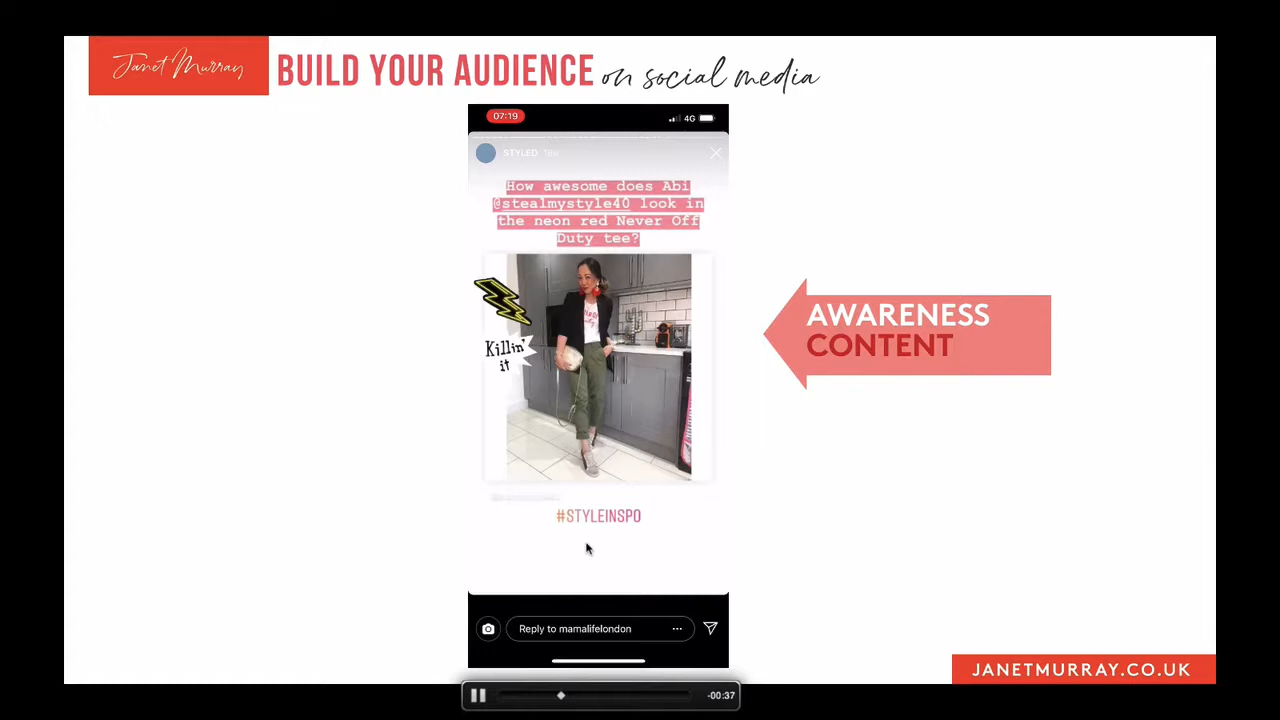 Janet Murray
BUILD YOUR AUDIENCE on social media
07:19
4G
STYLED 18w
How awesome does Abi
@stealmystyle40 look in
the neon red Never Off
Duty tee?
Killin'
it
AWARENESS
CONTENT
#STYLEINSPO
Reply to mamalifelondon
JANETMURRAY.CO.UK
-00:37